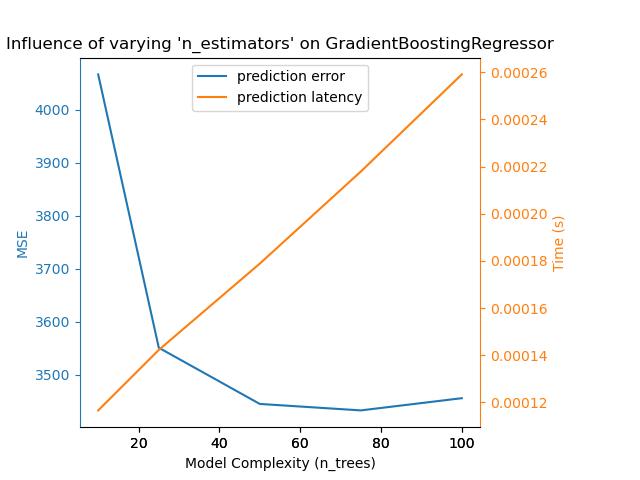 Influence of varying 'n_estimators' on GradientBoostingRegressor
prediction error
prediction latency
MSE
4000
3900
3800
3700
3600
3500
0.00026
0.00024
0.00022
0.00020
0.00018
0.00016
0.00014
0.00012
Time (s)
20 40 60 80 100
Model Complexity (n_trees)